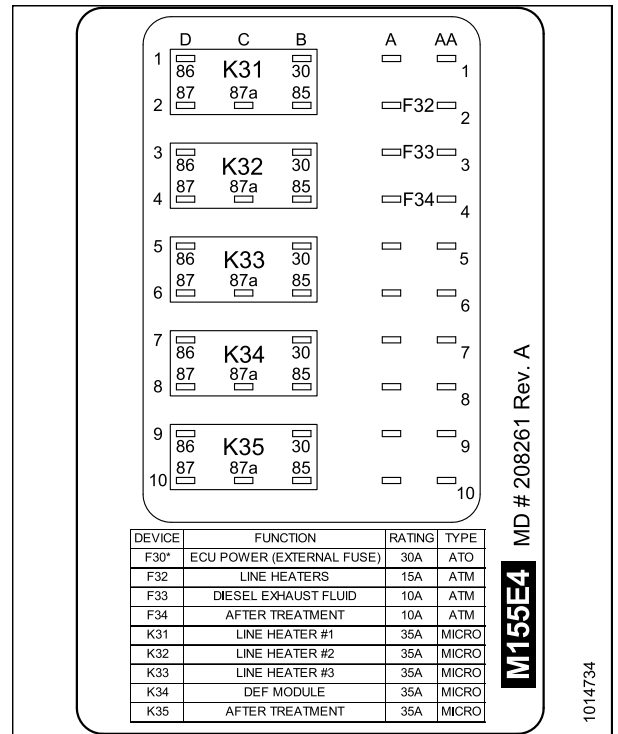 D C B A AA
1 K31 1
86 30
87 87a 85
2 F32 2
3 F33 3
86 K32 30
87 87a 85
4 F34 4
5 5
86 K33 30
87 87a 85
6 6
7 7
86 K34 30
87 87a 85
8 8
9 9
86 K35 30
87 87a 85
10 10
DEVICE FUNCTION RATING TYPE
F30* ECU POWER (EXTERNAL FUSE) 30A ATO
F32 LINE HEATERS 15A ATM
F33 DIESEL EXHAUST FLUID 10A ATM
F34 AFTER TREATMENT 10A ATM
K31 LINE HEATER #1 35A MICRO
K32 LINE HEATER #2 35A MICRO
K33 LINE HEATER #3 35A MICRO
K34 DEF MODULE 35A MICRO
K35 AFTER TREATMENT 35A MICRO
M155E4 MD # 208261 Rev. A
1014734